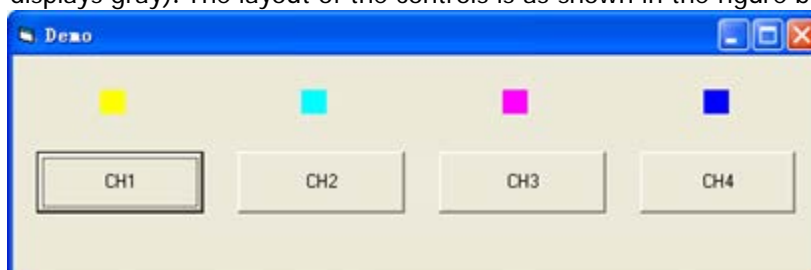 displays gray). The layout of the controls is as shown in the figure b
Demo
CH1 CH2 CH3 CH4